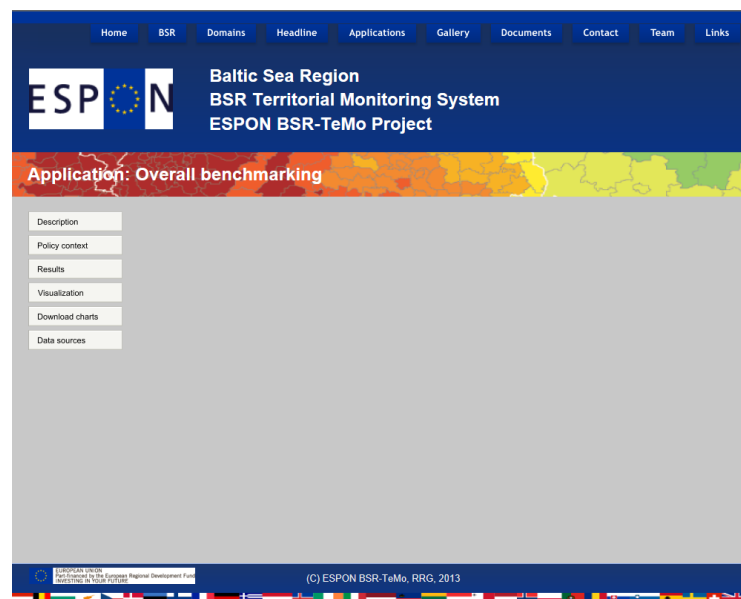 Home BSR Domains Headline Applications Gallery Documents Contact Team Links
ESPON
Baltic Sea Region
BSR Territorial Monitoring System
ESPON BSR-TeMo Project
Application: Overall benchmarking
Description
Policy context
Results
Visualization
Download charts
Data sources
EUROPEAN UNION
Part-financed by the European Regional Development Fund
INVESTING IN YOUR FUTURE
(C) ESPON BSR-TeMo, RRG, 2013